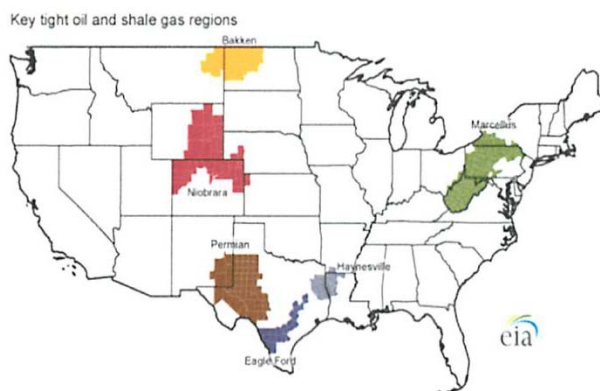 Key tight oil and shale gas regions
Bakken
Marcellus
Niobrara
Permian
Haynesville
Eagle Ford
eia